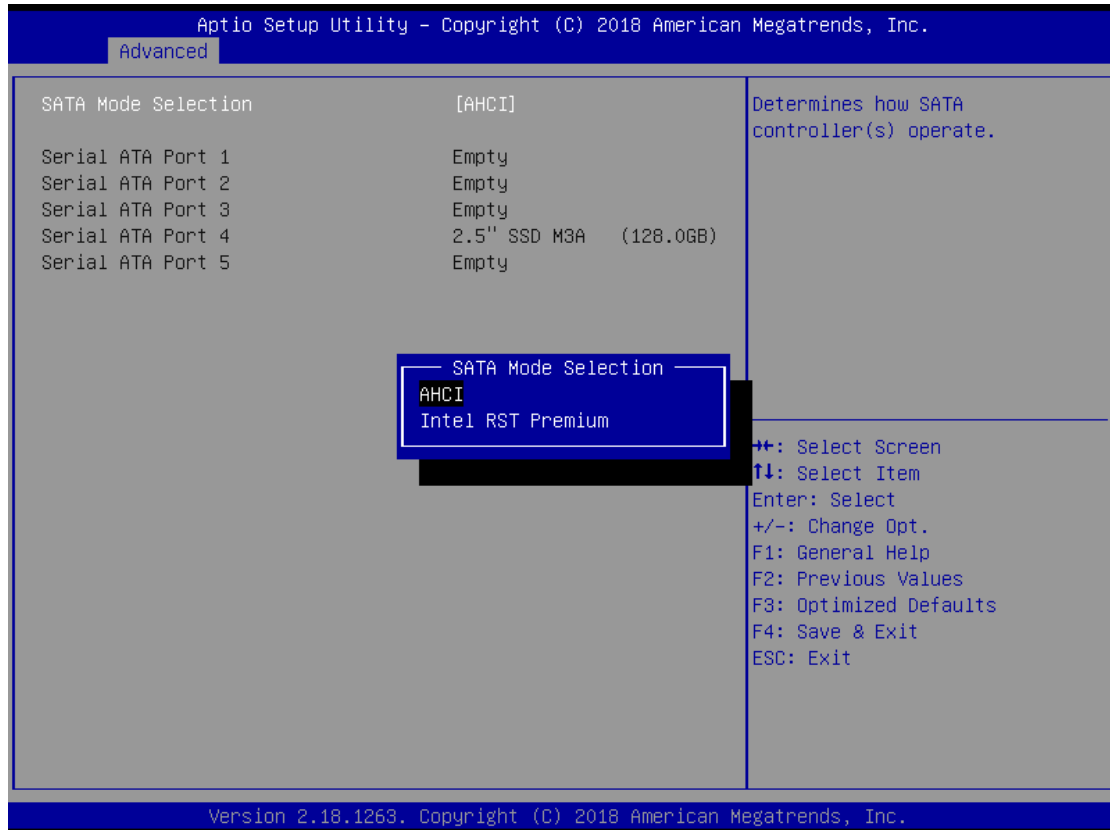 Aptio Setup Utility – Copyright (C) 2018 American Megatrends, Inc.
Advanced
SATA Mode Selection [AHCI]
Serial ATA Port 1 Empty
Serial ATA Port 2 Empty
Serial ATA Port 3 Empty
Serial ATA Port 4 2.5" SSD M3A (128.0GB)
Serial ATA Port 5 Empty
SATA Mode Selection
AHCI
Intel RST Premium
Determines how SATA
controller(s) operate.
→←: Select Screen
↑↓: Select Item
Enter: Select
+/-: Change Opt.
F1: General Help
F2: Previous Values
F3: Optimized Defaults
F4: Save & Exit
ESC: Exit
Version 2.18.1263. Copyright (C) 2018 American Megatrends, Inc.